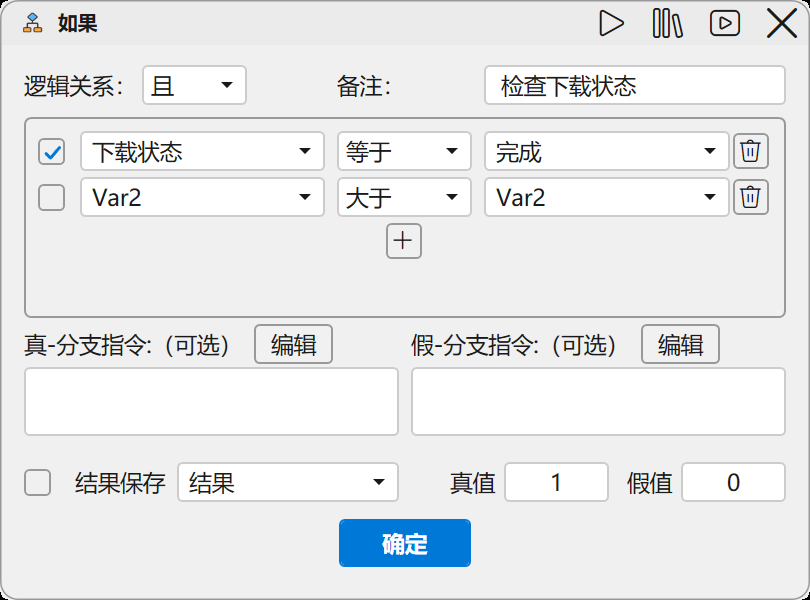 如果
逻辑关系： 且 备注： 检查下载状态
下载状态 等于 完成
Var2 大于 Var2
真-分支指令:（可选） 编辑 假-分支指令:（可选） 编辑
结果保存 结果 真值 1 假值 0
确定